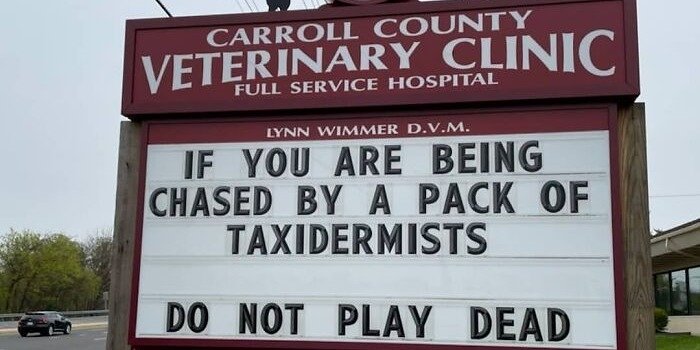 CARROLL COUNTY
VETERINARY CLINIC
FULL SERVICE HOSPITAL
LYNN WIMMER D.V.M.
IF YOU ARE BEING
CHASED BY A PACK OF
TAXIDERMISTS
DO NOT PLAY DEAD